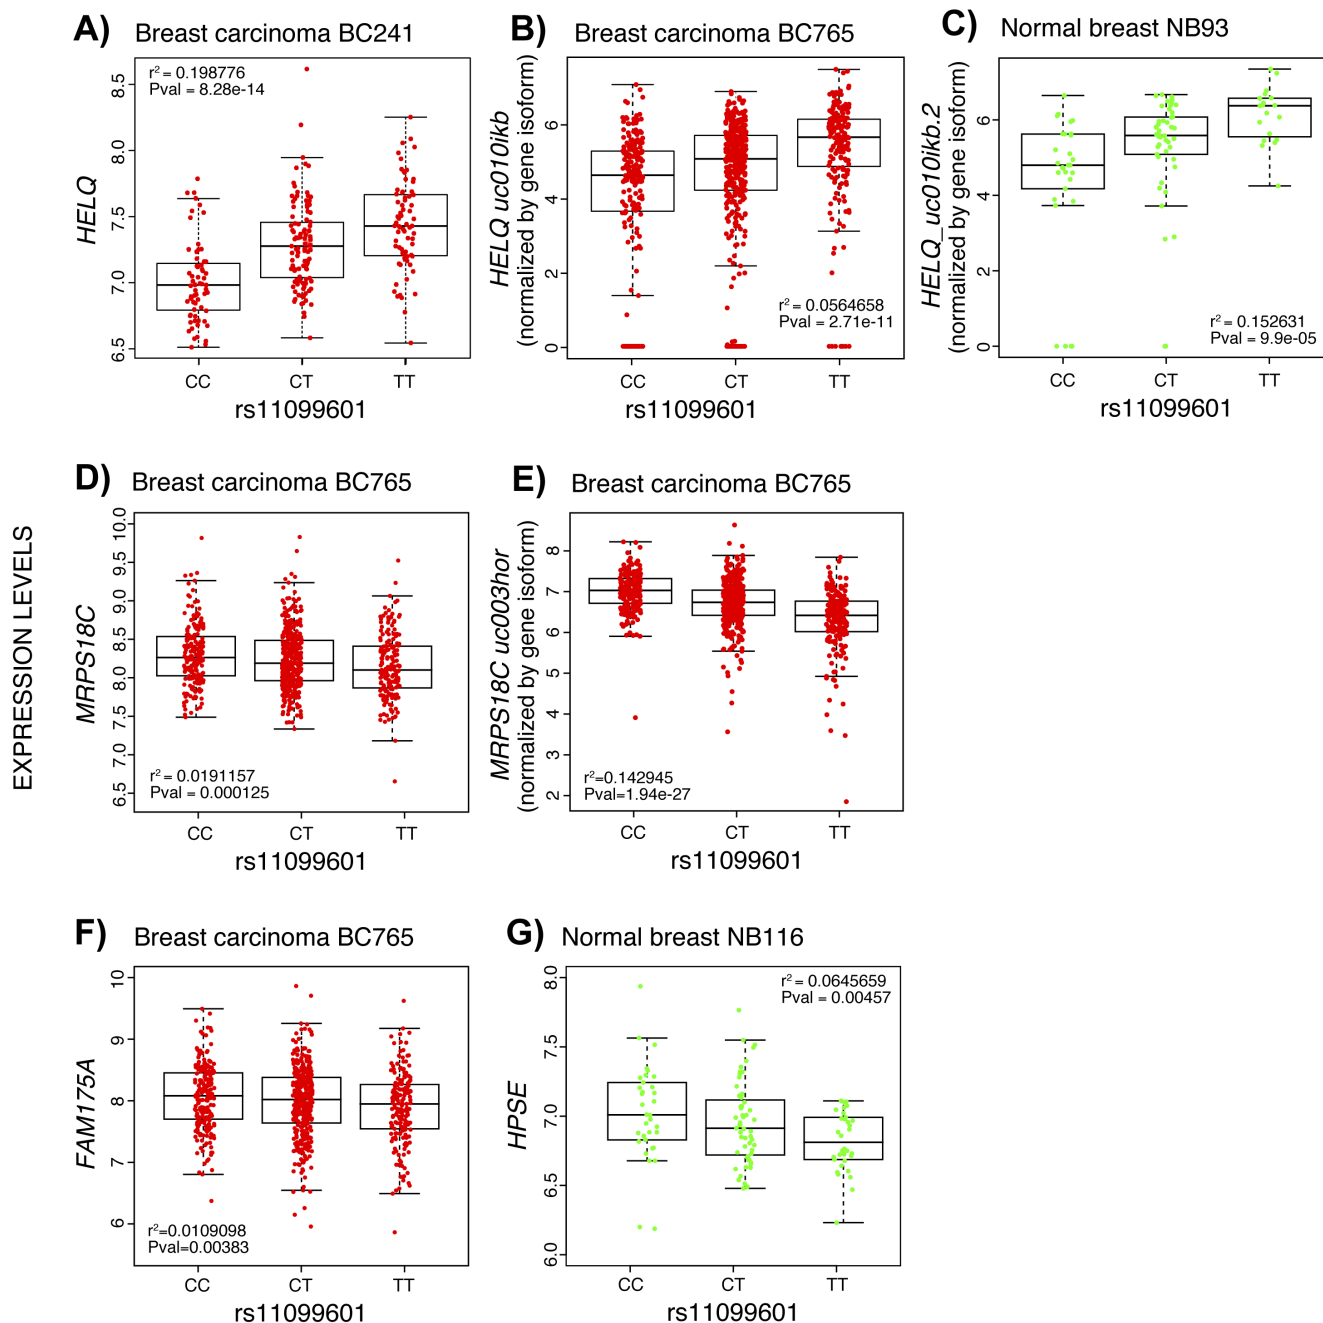 A) Breast carcinoma BC241
r² = 0.198776
Pval = 8.28e-14
HELQ
8.5
8.0
7.5
7.0
6.5
CC CT TT
rs11099601
B) Breast carcinoma BC765
HELQ uc010ikb
(normalized by gene isoform)
6
4
2
0
r² = 0.0564658
Pval = 2.71e-11
CC CT TT
rs11099601
C) Normal breast NB93
HELQ_uc010ikb.2
(normalized by gene isoform)
6
4
2
0
r² = 0.152631
Pval = 9.9e-05
CC CT TT
rs11099601
EXPRESSION LEVELS
D) Breast carcinoma BC765
MRPS18C
10.0
9.5
9.0
8.5
8.0
7.5
7.0
6.5
r² = 0.0191157
Pval = 0.000125
CC CT TT
rs11099601
E) Breast carcinoma BC765
MRPS18C uc003hor
(normalized by gene isoform)
8
7
6
5
4
3
2
r²=0.142945
Pval=1.94e-27
CC CT TT
rs11099601
F) Breast carcinoma BC765
FAM175A
10
9
8
7
6
r²=0.0109098
Pval=0.00383
CC CT TT
rs11099601
G) Normal breast NB116
HPSE
8.0
7.5
7.0
6.5
6.0
r² = 0.0645659
Pval = 0.00457
CC CT TT
rs11099601